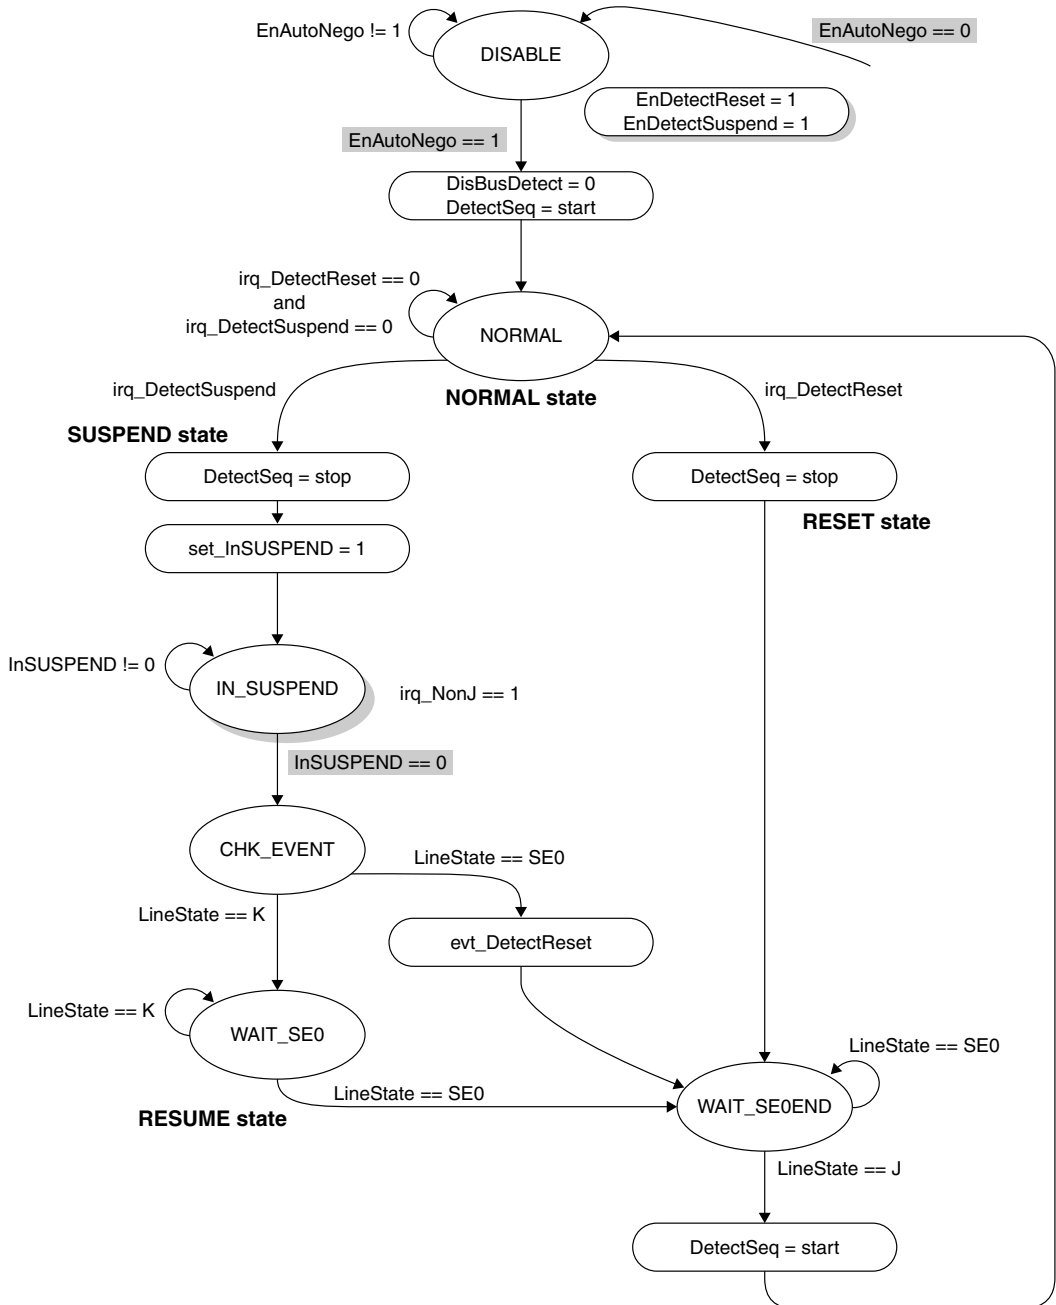 EnAutoNego != 1
EnAutoNego == 0
DISABLE
EnDetectReset = 1
EnDetectSuspend = 1
EnAutoNego == 1
DisBusDetect = 0
DetectSeq = start
irq_DetectReset == 0
and
irq_DetectSuspend == 0
NORMAL
irq_DetectSuspend
NORMAL state
irq_DetectReset
SUSPEND state
DetectSeq = stop
DetectSeq = stop
RESET state
set_InSUSPEND = 1
InSUSPEND != 0
IN_SUSPEND
irq_NonJ == 1
InSUSPEND == 0
CHK_EVENT
LineState == SE0
LineState == K
evt_DetectReset
LineState == K
WAIT_SE0
LineState == SE0
LineState == SE0
WAIT_SE0END
RESUME state
LineState == J
DetectSeq = start